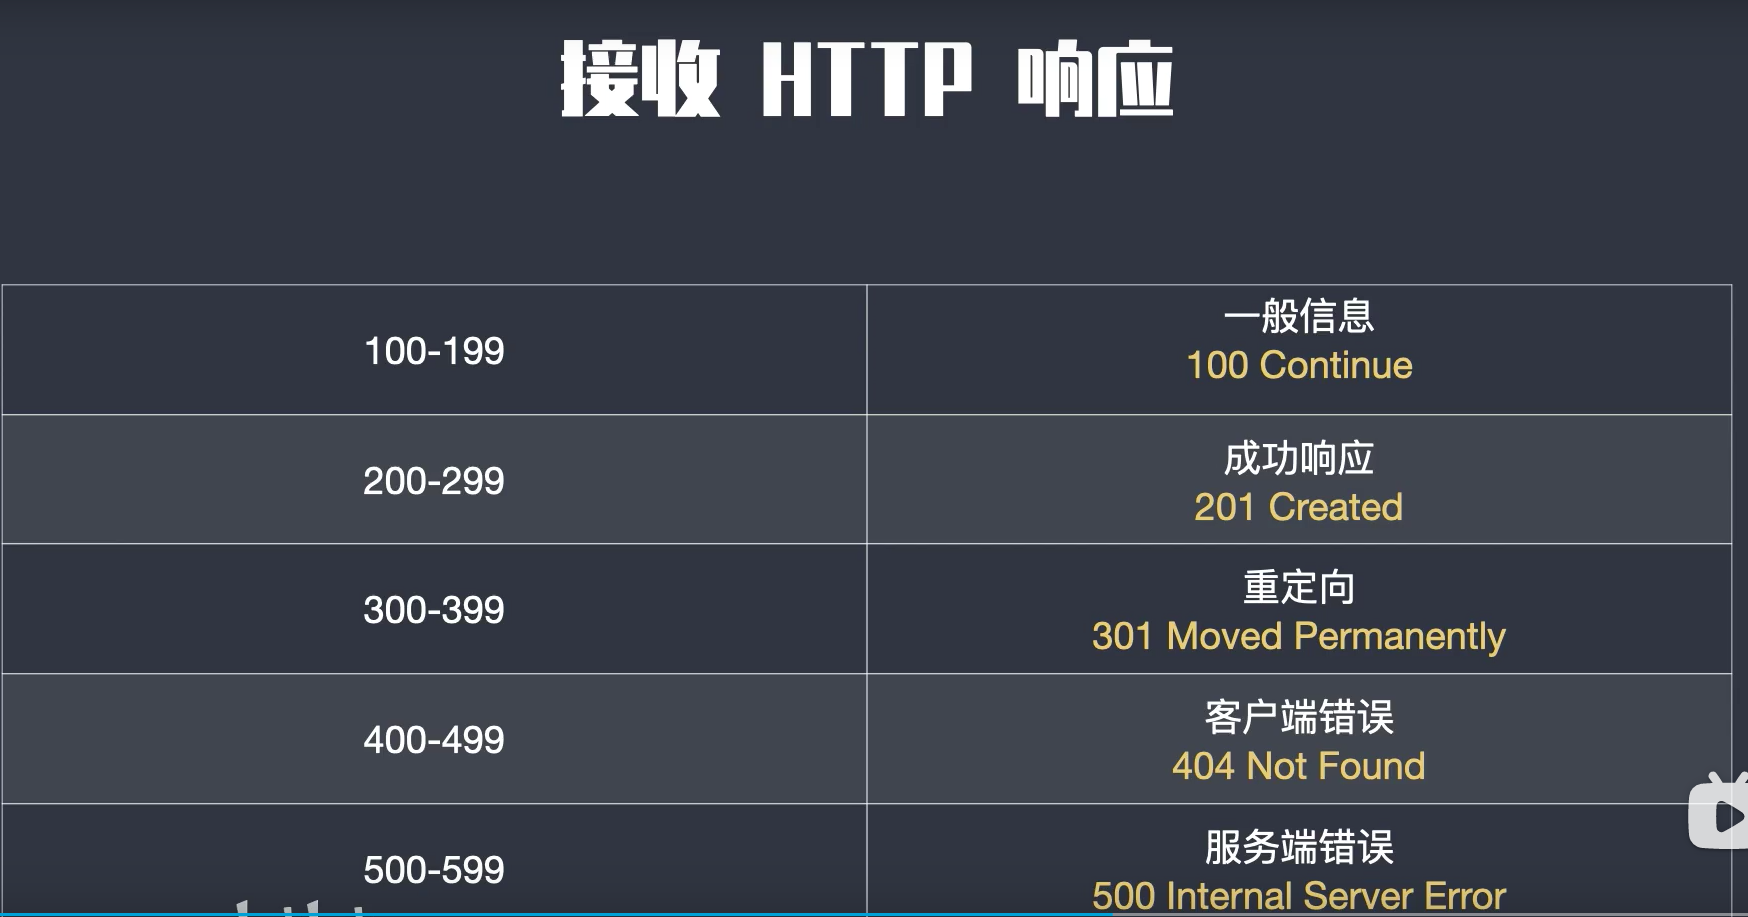 接收 HTTP 响应
100-199
一般信息
100 Continue
200-299
成功响应
201 Created
300-399
重定向
301 Moved Permanently
400-499
客户端错误
404 Not Found
500-599
服务端错误
500 Internal Server Error